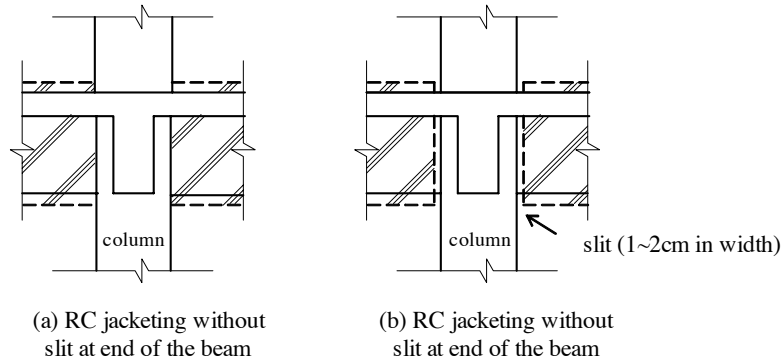 column
column
slit (1~2cm in width)
(a) RC jacketing without
slit at end of the beam
(b) RC jacketing without
slit at end of the beam